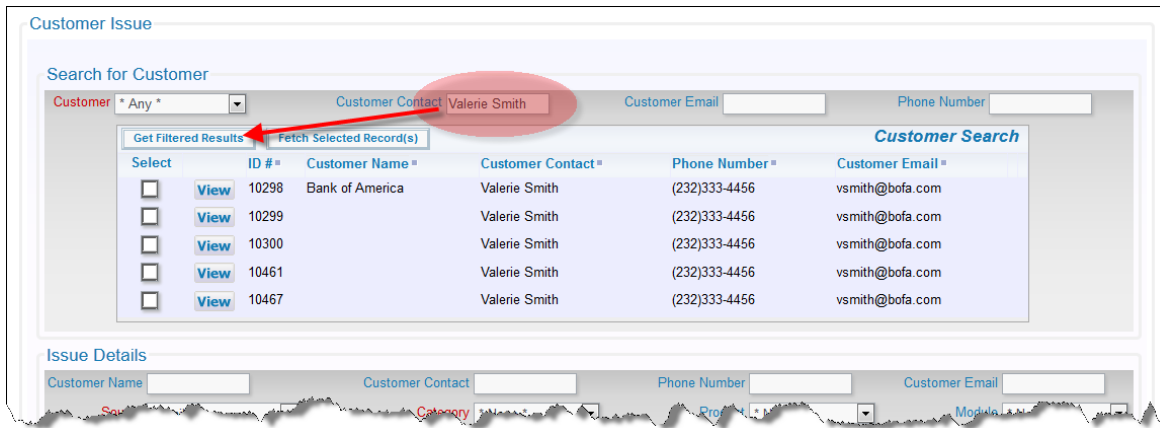 Customer Issue
Search for Customer
Customer * Any * Customer Contact Valerie Smith Customer Email Phone Number
Get Filtered Results Fetch Selected Record(s) Customer Search
Select ID # Customer Name Customer Contact Phone Number Customer Email
View 10298 Bank of America Valerie Smith (232)333-4456 vsmith@bofa.com
View 10299 Valerie Smith (232)333-4456 vsmith@bofa.com
View 10300 Valerie Smith (232)333-4456 vsmith@bofa.com
View 10461 Valerie Smith (232)333-4456 vsmith@bofa.com
View 10467 Valerie Smith (232)333-4456 vsmith@bofa.com
Issue Details
Customer Name Customer Contact Phone Number Customer Email
Category Module